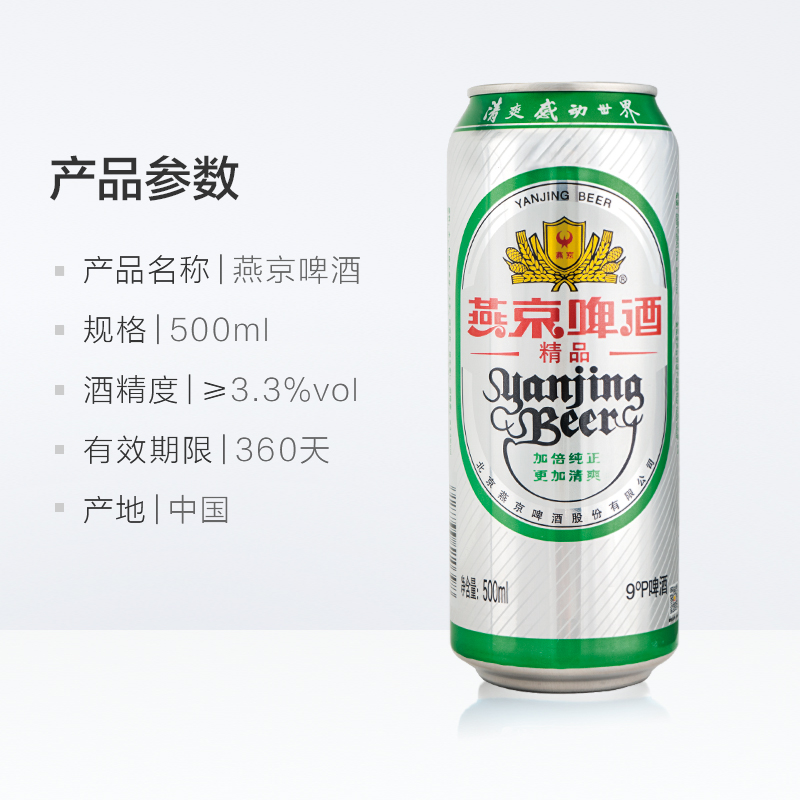 产品参数
产品名称|燕京啤酒
规格|500ml
酒精度|≥3.3%vol
有效期限|360天
产地|中国
清爽感动世界
YANJING BEER
燕京
®
燕京啤酒
精品
Yanjing
Beer
加倍纯正
更加清爽
北京燕京啤酒股份有限公司
净含量: 500ml
9ºP啤酒